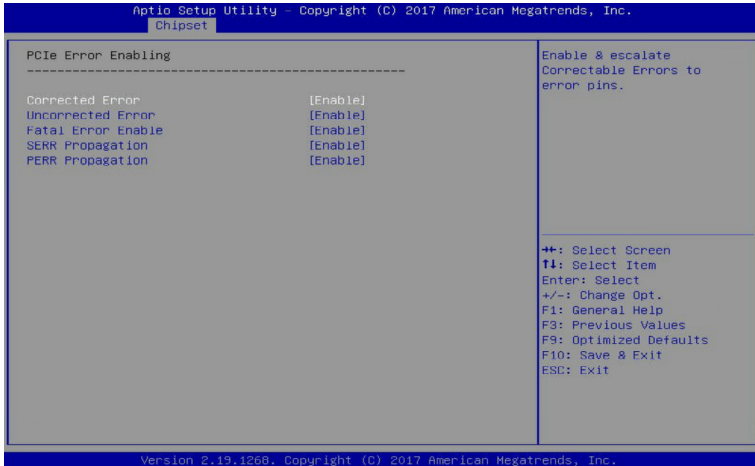 Aptio Setup Utility – Copyright (C) 2017 American Megatrends, Inc.
Chipset
PCIe Error Enabling
--------------------------------------------------
Corrected Error [Enable]
Uncorrected Error [Enable]
Fatal Error Enable [Enable]
SERR Propagation [Enable]
PERR Propagation [Enable]
Enable & escalate
Correctable Errors to
error pins.
→←: Select Screen
↑↓: Select Item
Enter: Select
+/-: Change Opt.
F1: General Help
F3: Previous Values
F9: Optimized Defaults
F10: Save & Exit
ESC: Exit
Version 2.19.1268. Copyright (C) 2017 American Megatrends, Inc.